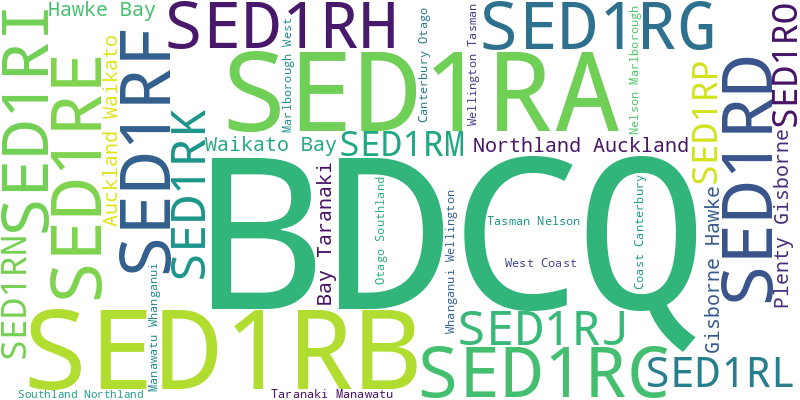 Hawke Bay
SED1RH
SED1RG
SED1RI
SED1RE
Auckland Waikato
SED1RF
SED1RK
Marlborough West
SED1RA
Canterbury Otago
Wellington Tasman
Nelson Marlborough
SED1RP
SED1RD
SED1RO
Waikato Bay
SED1RM
Northland Auckland
BDCQ
Bay Taranaki
Otago Southland
Whanganui Wellington
Tasman Nelson
West Coast
Coast Canterbury
Gisborne Hawke
Plenty Gisborne
SED1RN
Manawatu Whanganui
SED1RB
SED1RJ
SED1RC
SED1RL
Southland Northland
Taranaki Manawatu